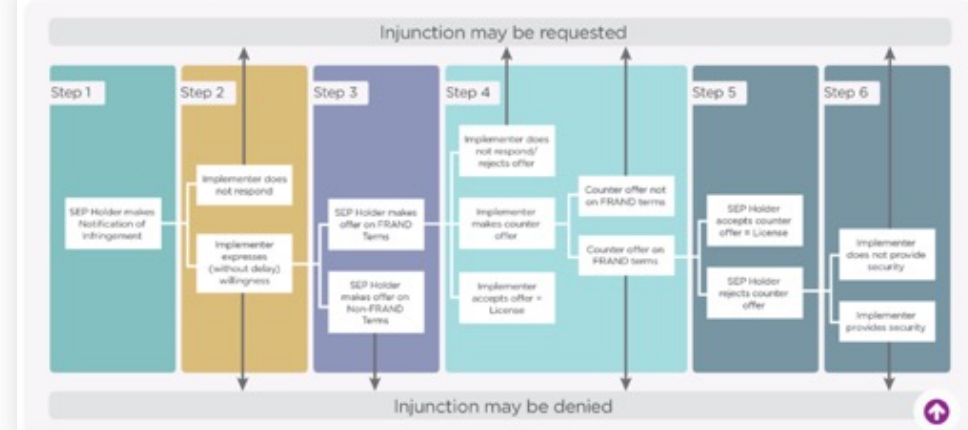 Injunction may be requested
Step 1
Step 2
Step 3
Step 4
Step 5
Step 6
SEP Holder makes
Notification of
Infringement
Implementer does
not respond
Implementer
expresses
(without delay)
willingness
SEP Holder makes
offer on FRAND
Terms
SEP Holder
makes offer on
Non-FRAND
Terms
Implementer does
not respond/
rejects offer
Implementer
makes counter
offer
Implementer
accepts offer =
License
Counter offer not
on FRAND terms
Counter offer on
FRAND terms
SEP Holder
accepts counter
offer = License
SEP Holder
rejects counter
offer
Implementer
does not provide
security
Implementer
provides security
Injunction may be denied